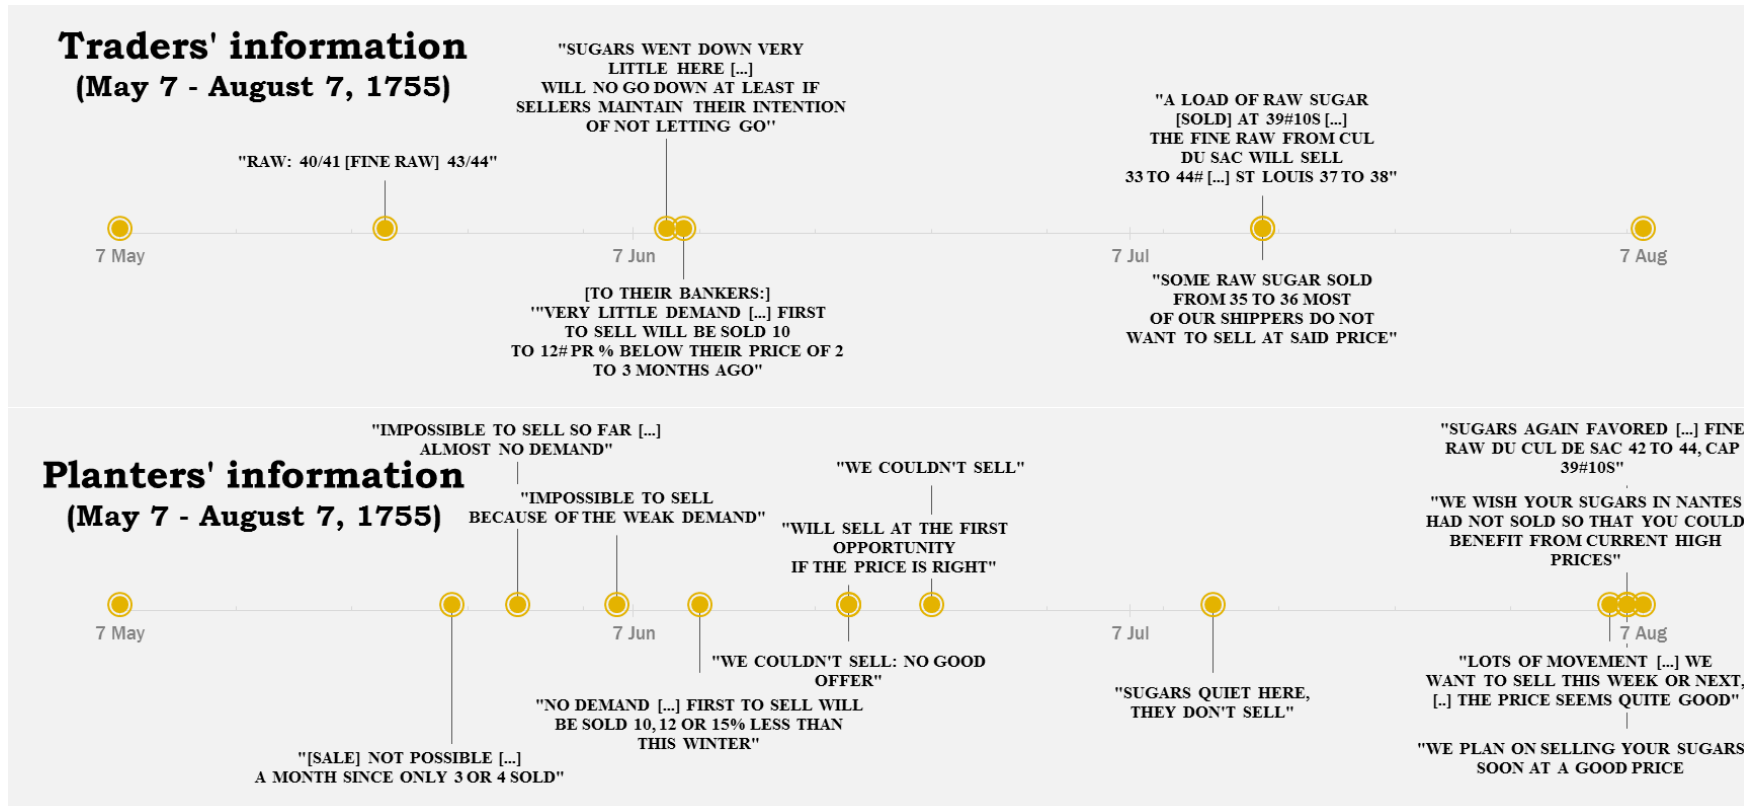 Traders' information
(May 7 - August 7, 1755)
"RAW: 40/41 [FINE RAW] 43/44"
"SUGARS WENT DOWN VERY
LITTLE HERE [...]
WILL NO GO DOWN AT LEAST IF
SELLERS MAINTAIN THEIR INTENTION
OF NOT LETTING GO''
"A LOAD OF RAW SUGAR
[SOLD] AT 39#10S [...]
THE FINE RAW FROM CUL
DU SAC WILL SELL
33 TO 44# [...] ST LOUIS 37 TO 38"
7 May
7 Jun
7 Jul
7 Aug
[TO THEIR BANKERS:]
'"VERY LITTLE DEMAND [...] FIRST
TO SELL WILL BE SOLD 10
TO 12# PR % BELOW THEIR PRICE OF 2
TO 3 MONTHS AGO"
"SOME RAW SUGAR SOLD
FROM 35 TO 36 MOST
OF OUR SHIPPERS DO NOT
WANT TO SELL AT SAID PRICE"
Planters' information
(May 7 - August 7, 1755)
"IMPOSSIBLE TO SELL SO FAR [...]
ALMOST NO DEMAND"
"IMPOSSIBLE TO SELL
BECAUSE OF THE WEAK DEMAND"
"WE COULDN'T SELL"
"WILL SELL AT THE FIRST
OPPORTUNITY
IF THE PRICE IS RIGHT"
"SUGARS AGAIN FAVORED [...] FINE
RAW DU CUL DE SAC 42 TO 44, CAP
39#10S"
"WE WISH YOUR SUGARS IN NANTES
HAD NOT SOLD SO THAT YOU COULD
BENEFIT FROM CURRENT HIGH
PRICES"
7 May
7 Jun
7 Jul
7 Aug
"[SALE] NOT POSSIBLE [...]
A MONTH SINCE ONLY 3 OR 4 SOLD"
"NO DEMAND [...] FIRST TO SELL WILL
BE SOLD 10, 12 OR 15% LESS THAN
THIS WINTER"
"WE COULDN'T SELL: NO GOOD
OFFER"
"SUGARS QUIET HERE,
THEY DON'T SELL"
"LOTS OF MOVEMENT [...] WE
WANT TO SELL THIS WEEK OR NEXT,
[..] THE PRICE SEEMS QUITE GOOD"
"WE PLAN ON SELLING YOUR SUGARS
SOON AT A GOOD PRICE